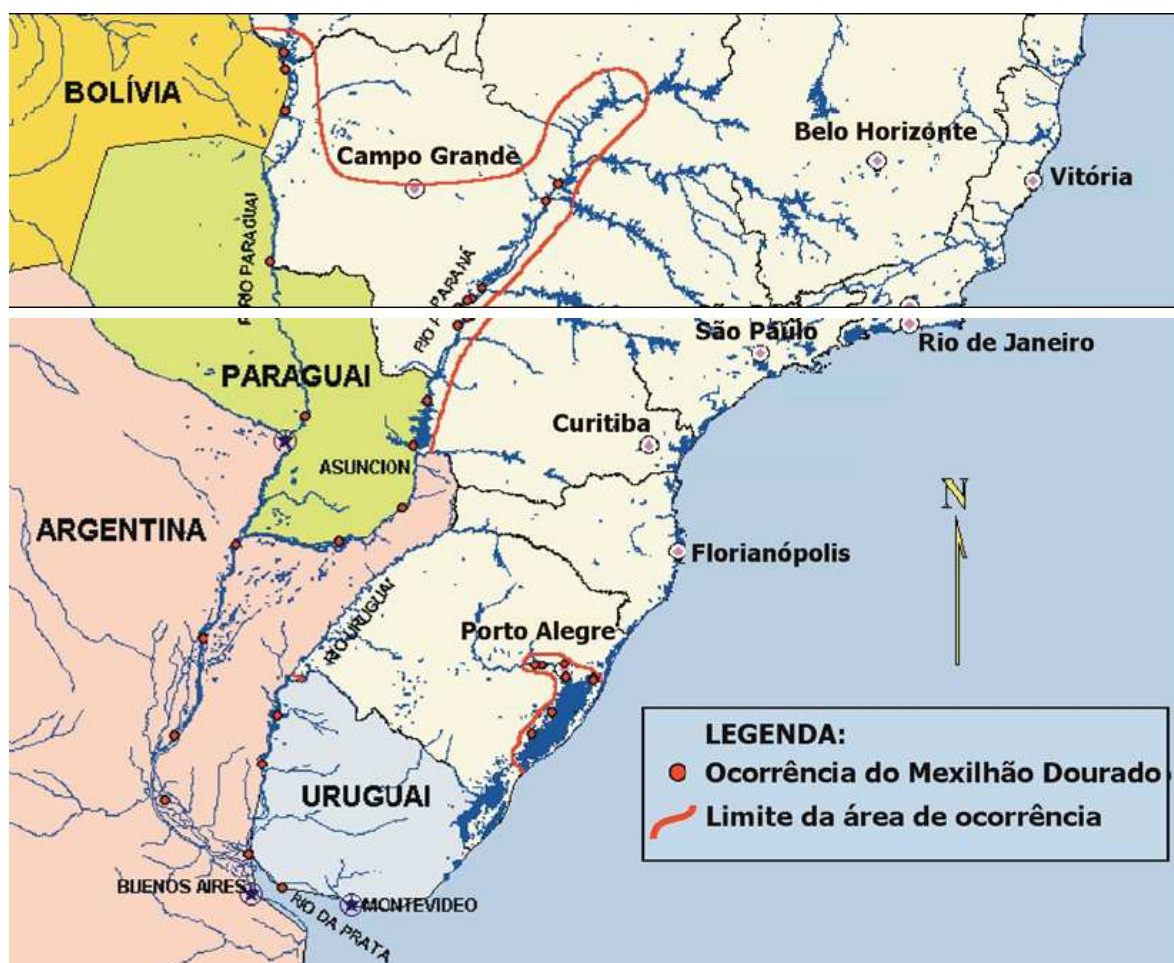 BOLÍVIA
Campo Grande
Belo Horizonte
Vitória
RIO PARAGUAI
RIO PARANÁ
São Paulo
Rio de Janeiro
PARAGUAI
Curitiba
ASUNCION
ARGENTINA
N
Florianópolis
RIO URUGUAI
Porto Alegre
LEGENDA:
Ocorrência do Mexilhão Dourado
Limite da área de ocorrência
URUGUAI
BUENOS AIRES
MONTEVIDEO
RIO DA PRATA